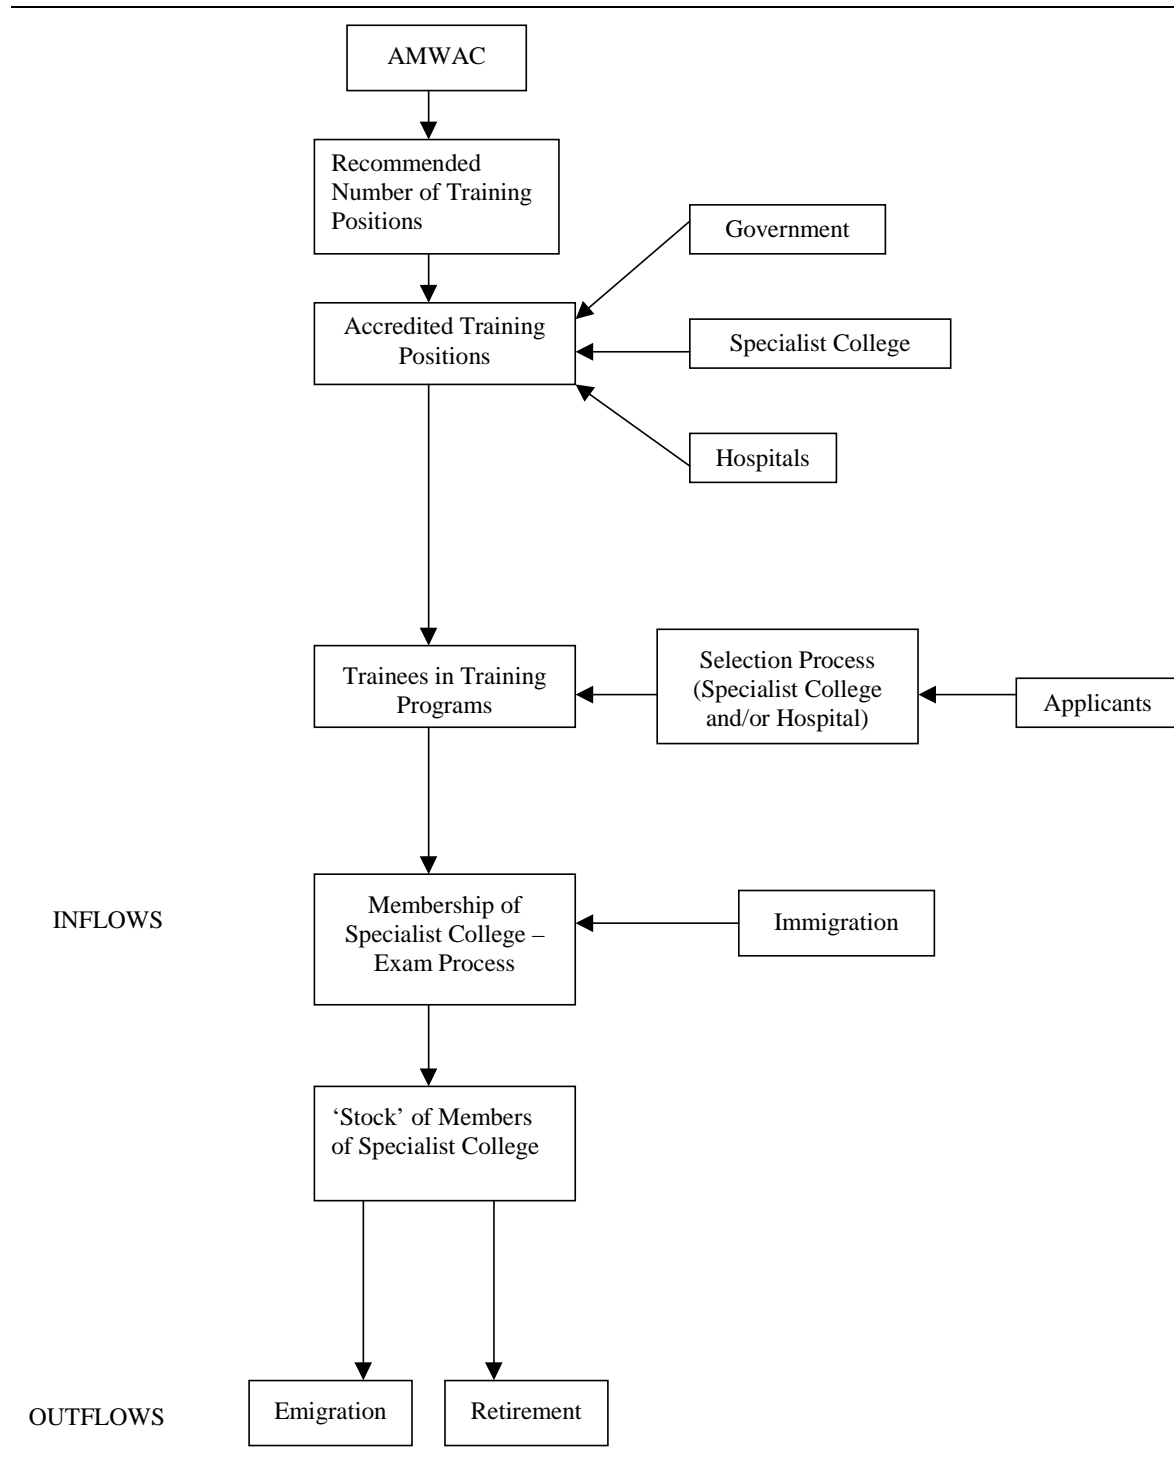 AMWAC
Recommended
Number of Training
Positions
Government
Accredited Training
Positions
Specialist College
Hospitals
Trainees in Training
Programs
Selection Process
(Specialist College
and/or Hospital)
Applicants
INFLOWS
Membership of
Specialist College –
Exam Process
Immigration
‘Stock’ of Members
of Specialist College
OUTFLOWS
Emigration
Retirement